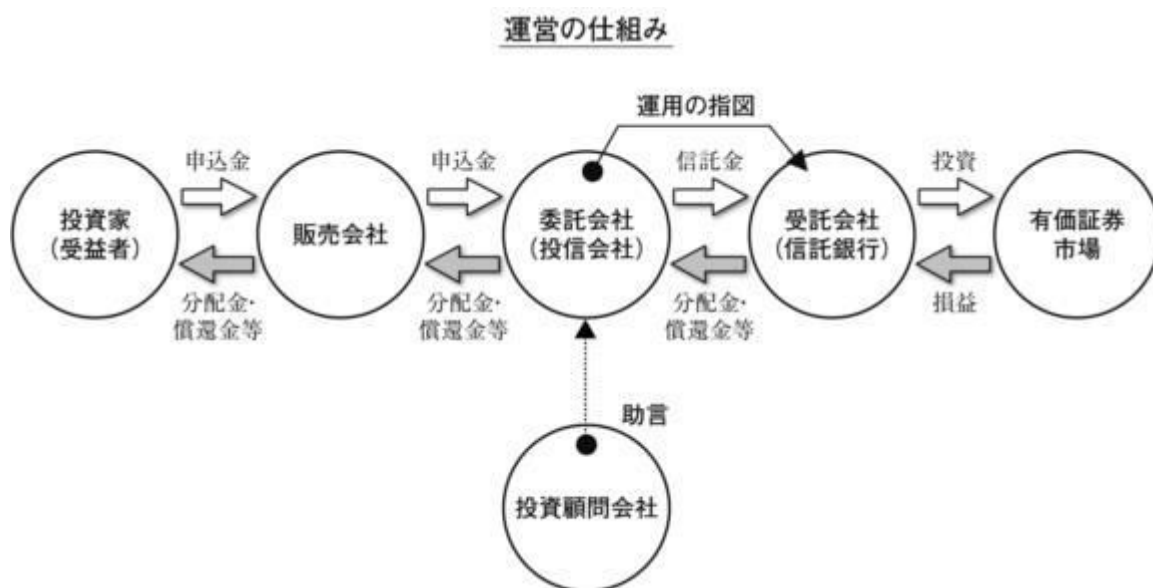 運営の仕組み
運用の指図
申込金
申込金
信託金
投資
投資家
(受益者)
販売会社
委託会社
(投信会社)
受託会社
(信託銀行)
有価証券
市場
分配金・
償還金等
分配金・
償還金等
分配金・
償還金等
損益
助言
投資顧問会社